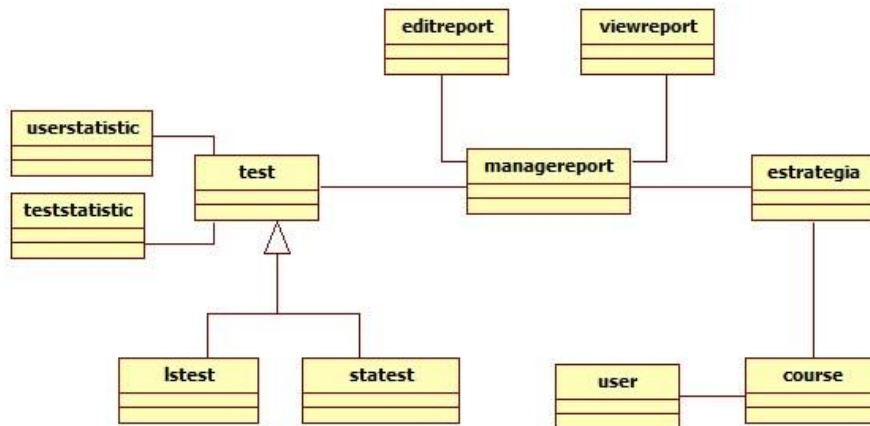 editreport
viewreport
userstatistic
test
managereport
estrategia
teststatistic
lstest
statest
user
course